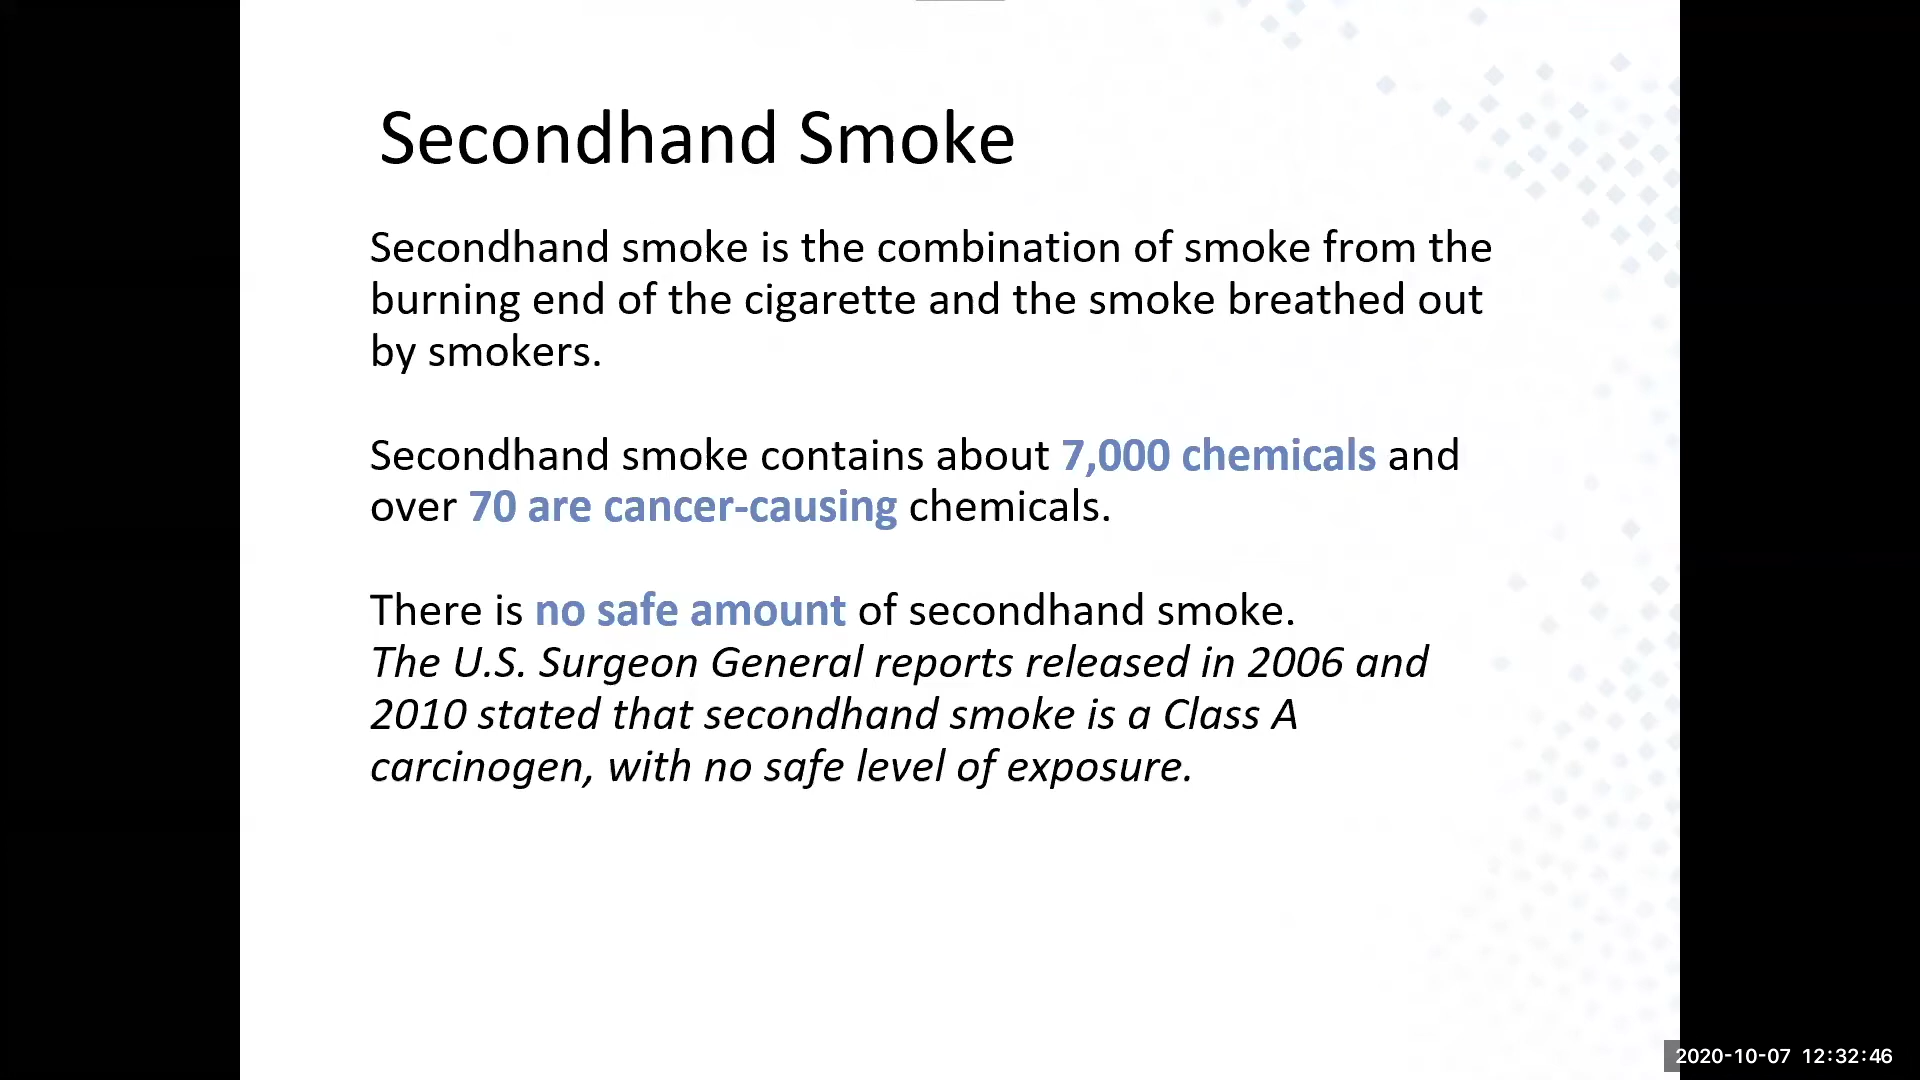 Secondhand Smoke
Secondhand smoke is the combination of smoke from the
burning end of the cigarette and the smoke breathed out
by smokers.
Secondhand smoke contains about 7,000 chemicals and
over 70 are cancer-causing chemicals.
There is no safe amount of secondhand smoke.
The U.S. Surgeon General reports released in 2006 and
2010 stated that secondhand smoke is a Class A
carcinogen, with no safe level of exposure.
2020-10-07 12:32:46